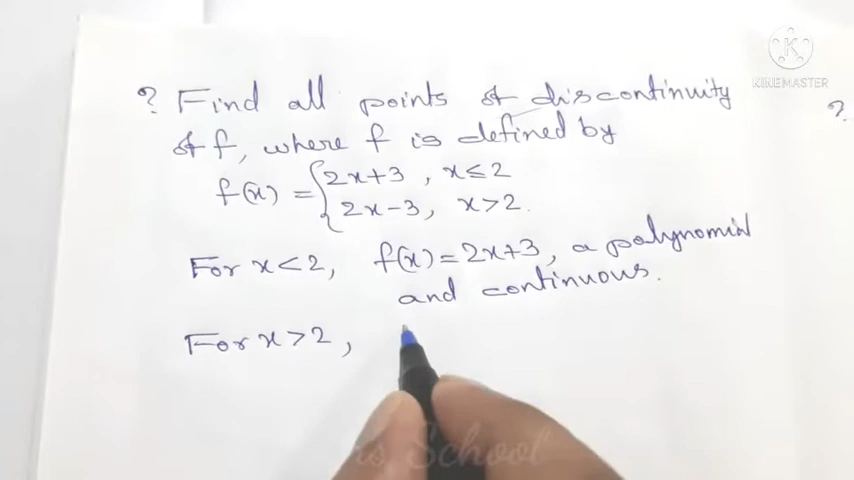 ? Find all points of discontinuity
of f, where f is defined by
f(x) = { 2x+3 , x≤2
2x-3, x>2.
For x<2, f(x)=2x+3, a polynomial
and continuous.
For x>2,
?
K
KINEMASTER
School